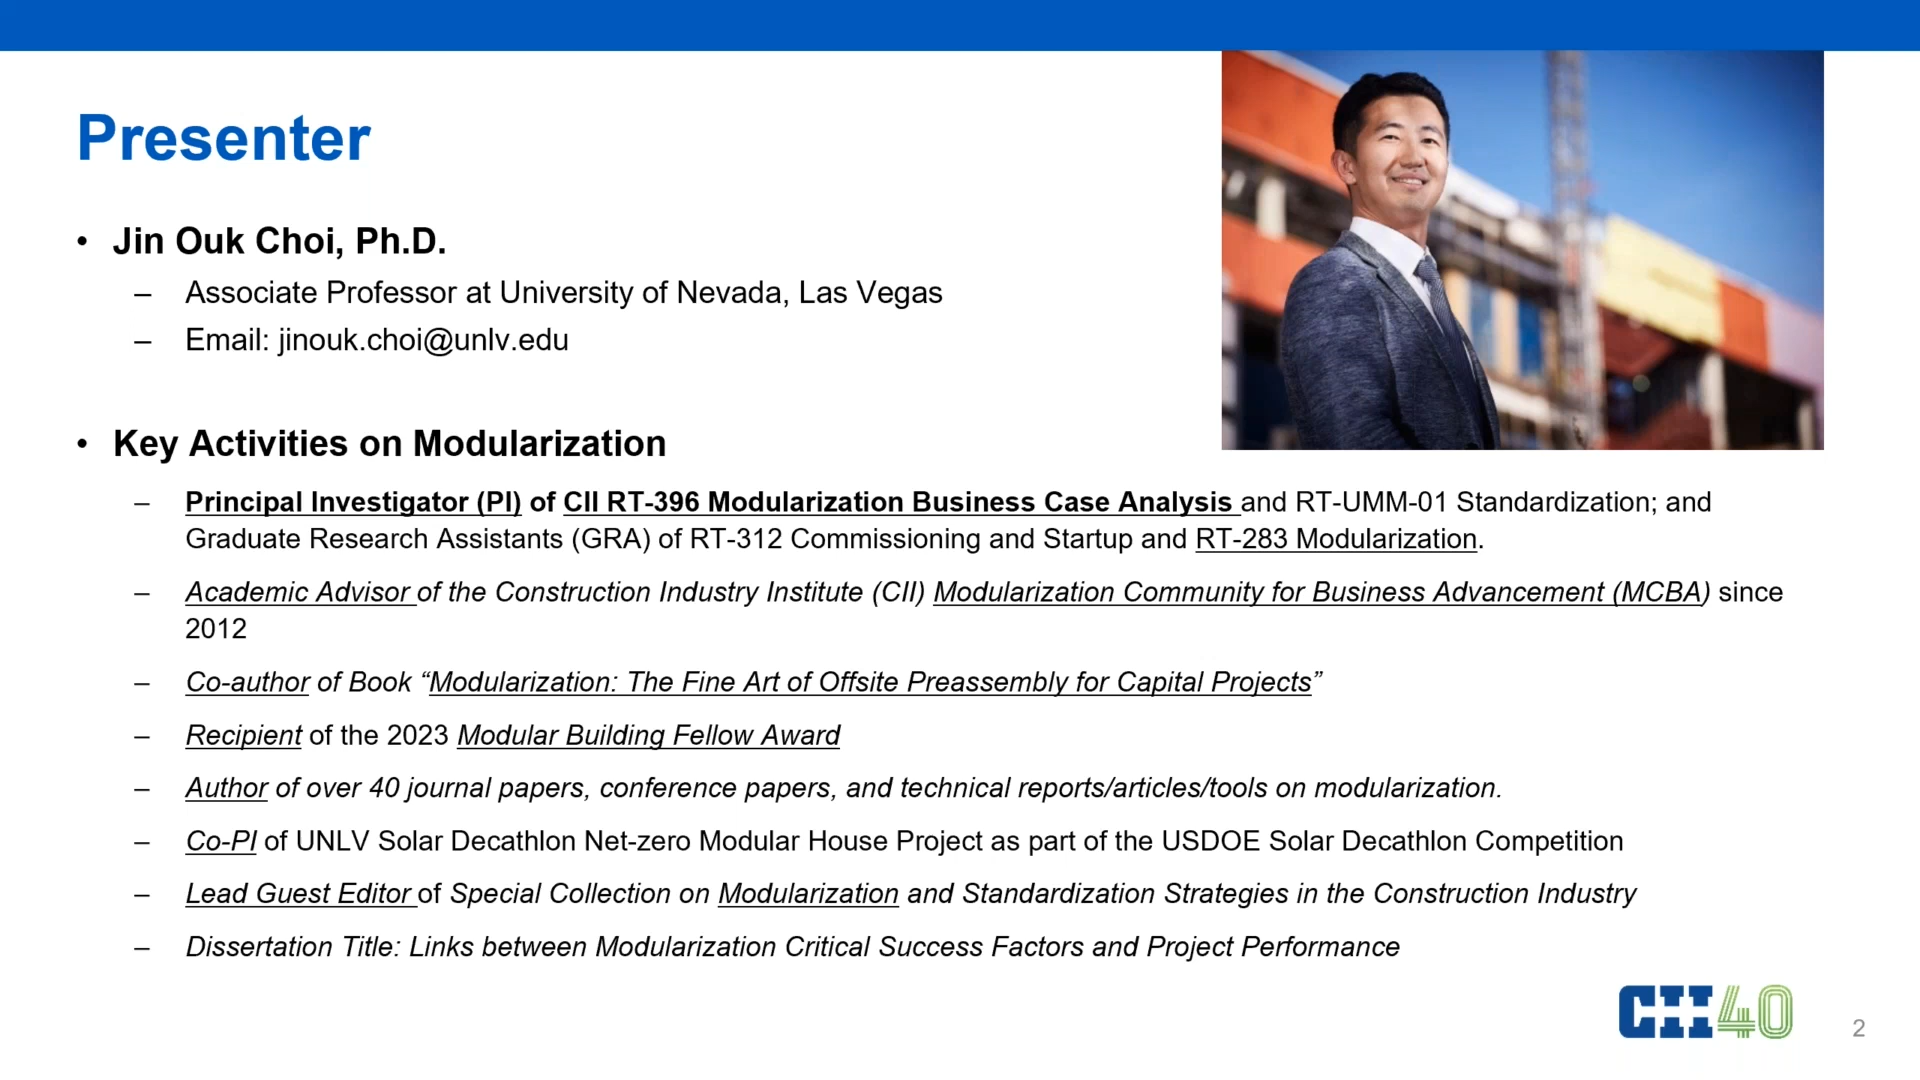 Presenter
• Jin Ouk Choi, Ph.D.
– Associate Professor at University of Nevada, Las Vegas
– Email: jinouk.choi@unlv.edu
• Key Activities on Modularization
– Principal Investigator (PI) of CII RT-396 Modularization Business Case Analysis and RT-UMM-01 Standardization; and
Graduate Research Assistants (GRA) of RT-312 Commissioning and Startup and RT-283 Modularization.
– Academic Advisor of the Construction Industry Institute (CII) Modularization Community for Business Advancement (MCBA) since
2012
– Co-author of Book “Modularization: The Fine Art of Offsite Preassembly for Capital Projects”
– Recipient of the 2023 Modular Building Fellow Award
– Author of over 40 journal papers, conference papers, and technical reports/articles/tools on modularization.
– Co-PI of UNLV Solar Decathlon Net-zero Modular House Project as part of the USDOE Solar Decathlon Competition
– Lead Guest Editor of Special Collection on Modularization and Standardization Strategies in the Construction Industry
– Dissertation Title: Links between Modularization Critical Success Factors and Project Performance
CII40
2